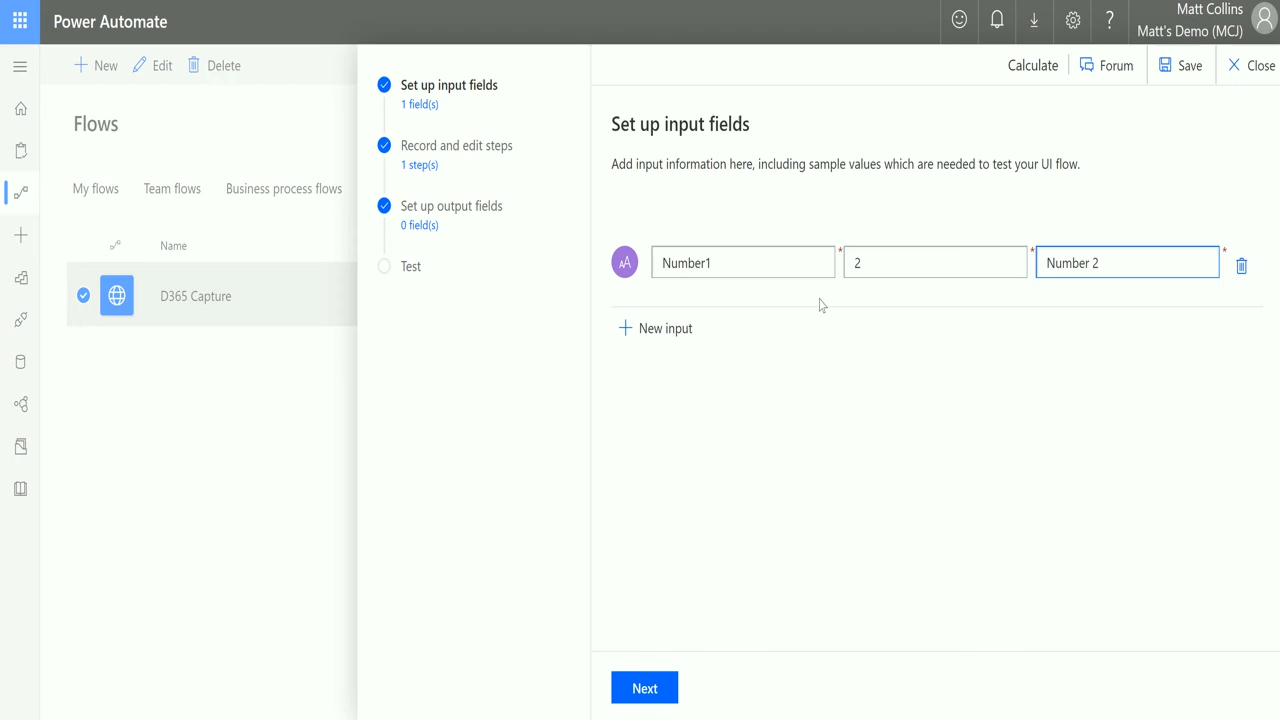 Power Automate
Matt Collins
Matt's Demo (MCJ)
New Edit Delete
Calculate Forum Save Close
Flows
My flows Team flows Business process flows
Name
D365 Capture
Set up input fields
1 field(s)
Record and edit steps
1 step(s)
Set up output fields
0 field(s)
Test
Set up input fields
Add input information here, including sample values which are needed to test your UI flow.
AA Number1 * 2 * Number 2 *
New input
Next